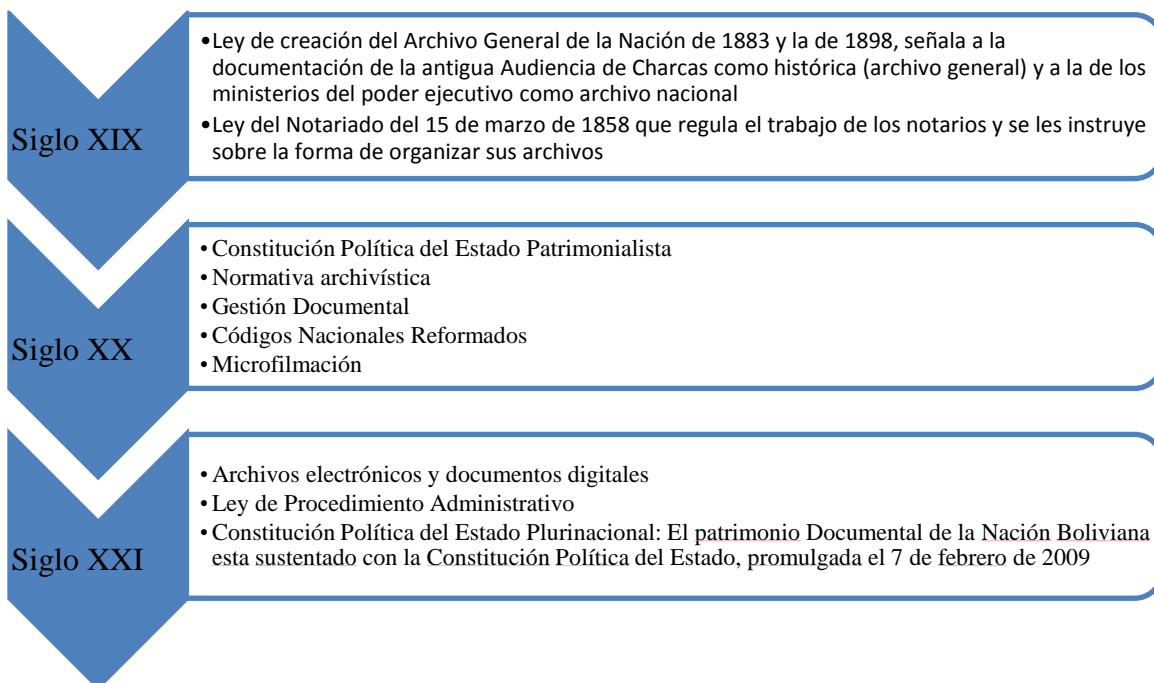 Siglo XIX
•Ley de creación del Archivo General de la Nación de 1883 y la de 1898, señala a la
documentación de la antigua Audiencia de Charcas como histórica (archivo general) y a la de los
ministerios del poder ejecutivo como archivo nacional
•Ley del Notariado del 15 de marzo de 1858 que regula el trabajo de los notarios y se les instruye
sobre la forma de organizar sus archivos
Siglo XX
•Constitución Política del Estado Patrimonialista
•Normativa archivística
•Gestión Documental
•Códigos Nacionales Reformados
•Microfilmación
Siglo XXI
•Archivos electrónicos y documentos digitales
•Ley de Procedimiento Administrativo
•Constitución Política del Estado Plurinacional: El patrimonio Documental de la Nación Boliviana
esta sustentado con la Constitución Política del Estado, promulgada el 7 de febrero de 2009